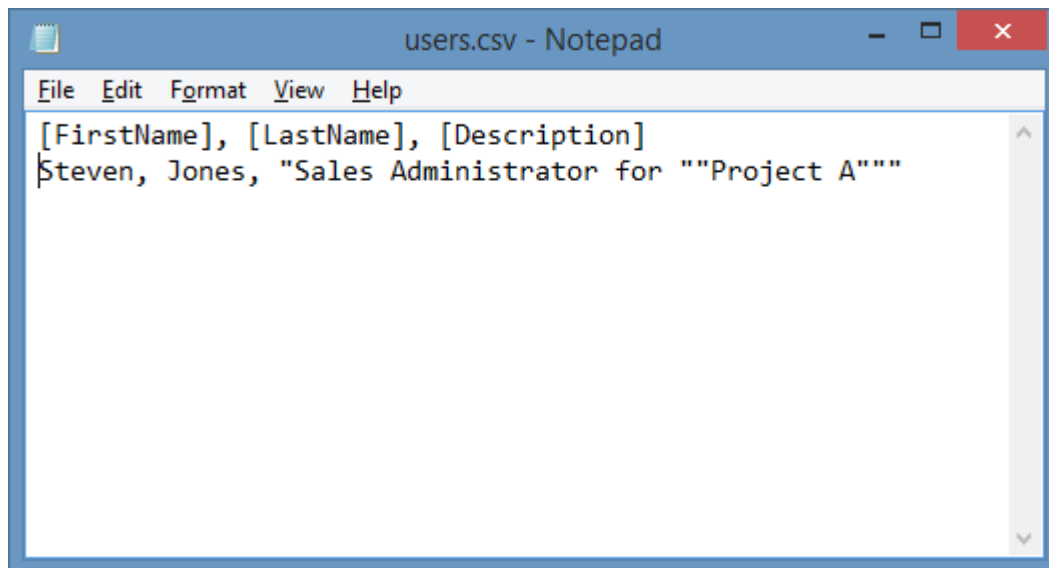 users.csv - Notepad
File Edit Format View Help
[FirstName], [LastName], [Description]
Steven, Jones, "Sales Administrator for ""Project A"""